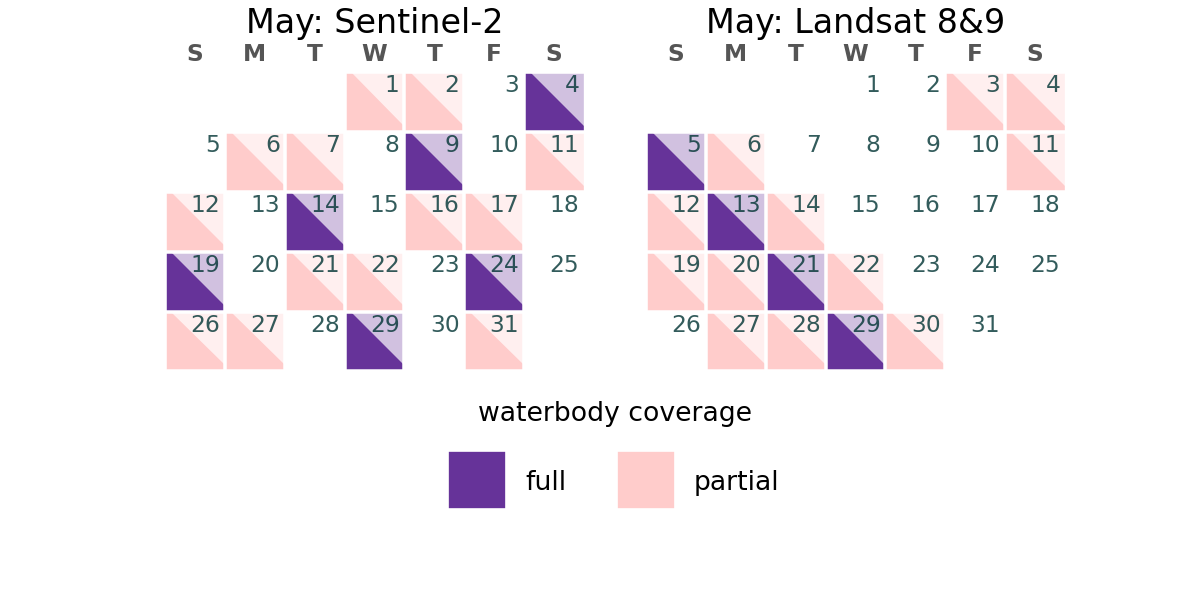 May: Sentinel-2
S M T W T F S
1 2 3 4
5 6 7 8 9 10 11
12 13 14 15 16 17 18
19 20 21 22 23 24 25
26 27 28 29 30 31
May: Landsat 8&9
S M T W T F S
1 2 3 4
5 6 7 8 9 10 11
12 13 14 15 16 17 18
19 20 21 22 23 24 25
26 27 28 29 30 31
waterbody coverage
full partial